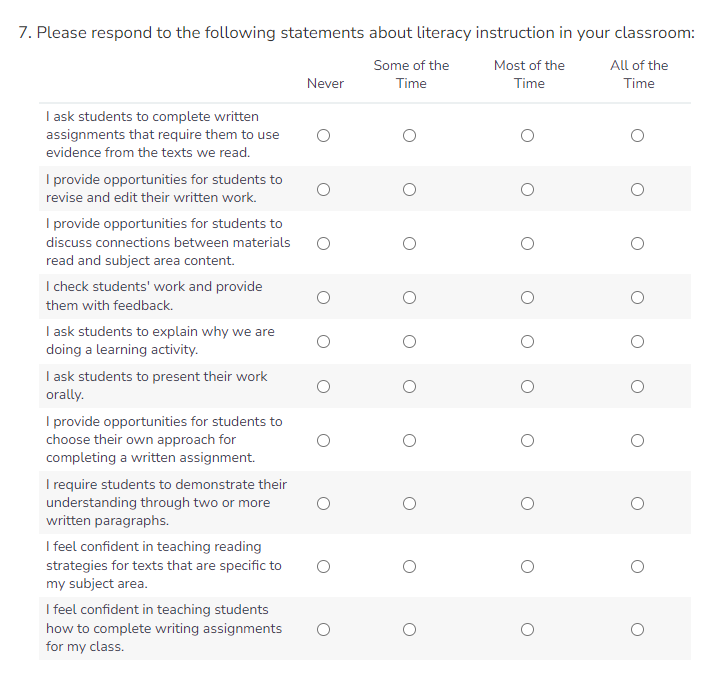 7. Please respond to the following statements about literacy instruction in your classroom:
Never
Some of the
Time
Most of the
Time
All of the
Time
I ask students to complete written
assignments that require them to use
evidence from the texts we read.
I provide opportunities for students to
revise and edit their written work.
I provide opportunities for students to
discuss connections between materials
read and subject area content.
I check students' work and provide
them with feedback.
I ask students to explain why we are
doing a learning activity.
I ask students to present their work
orally.
I provide opportunities for students to
choose their own approach for
completing a written assignment.
I require students to demonstrate their
understanding through two or more
written paragraphs.
I feel confident in teaching reading
strategies for texts that are specific to
my subject area.
I feel confident in teaching students
how to complete writing assignments
for my class.